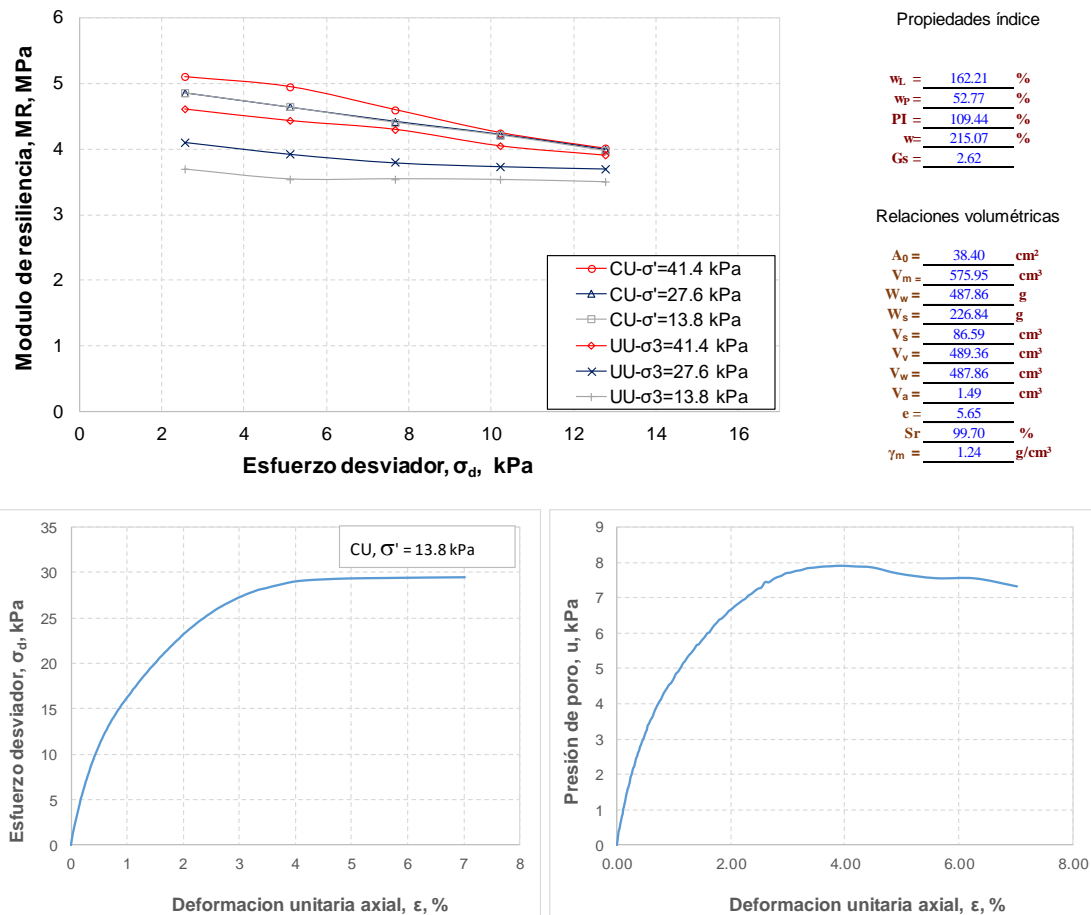 6
5
4
3
2
1
0
0 2 4 6 8 10 12 14 16
Modulo de resiliencia, MR, MPa
Esfuerzo desviador, σd, kPa
CU-σ'=41.4 kPa
CU-σ'=27.6 kPa
CU-σ'=13.8 kPa
UU-σ3=41.4 kPa
UU-σ3=27.6 kPa
UU-σ3=13.8 kPa
Propiedades índice
wL = 162.21 %
wP = 52.77 %
PI = 109.44 %
w= 215.07 %
Gs = 2.62
Relaciones volumétricas
A0 = 38.40 cm²
Vm = 575.95 cm³
Ww = 487.86 g
Ws = 226.84 g
Vs = 86.59 cm³
Vv = 489.36 cm³
Vw = 487.86 cm³
Va = 1.49 cm³
e = 5.65
Sr 99.70 %
γm = 1.24 g/cm³
35
30
25
20
15
10
5
0
0 1 2 3 4 5 6 7 8
Esfuerzo desviador, σd, kPa
Deformacion unitaria axial, ε, %
CU, σ' = 13.8 kPa
9
8
7
6
5
4
3
2
1
0
0.00 2.00 4.00 6.00 8.00
Presión de poro, u, kPa
Deformacion unitaria axial, ε, %